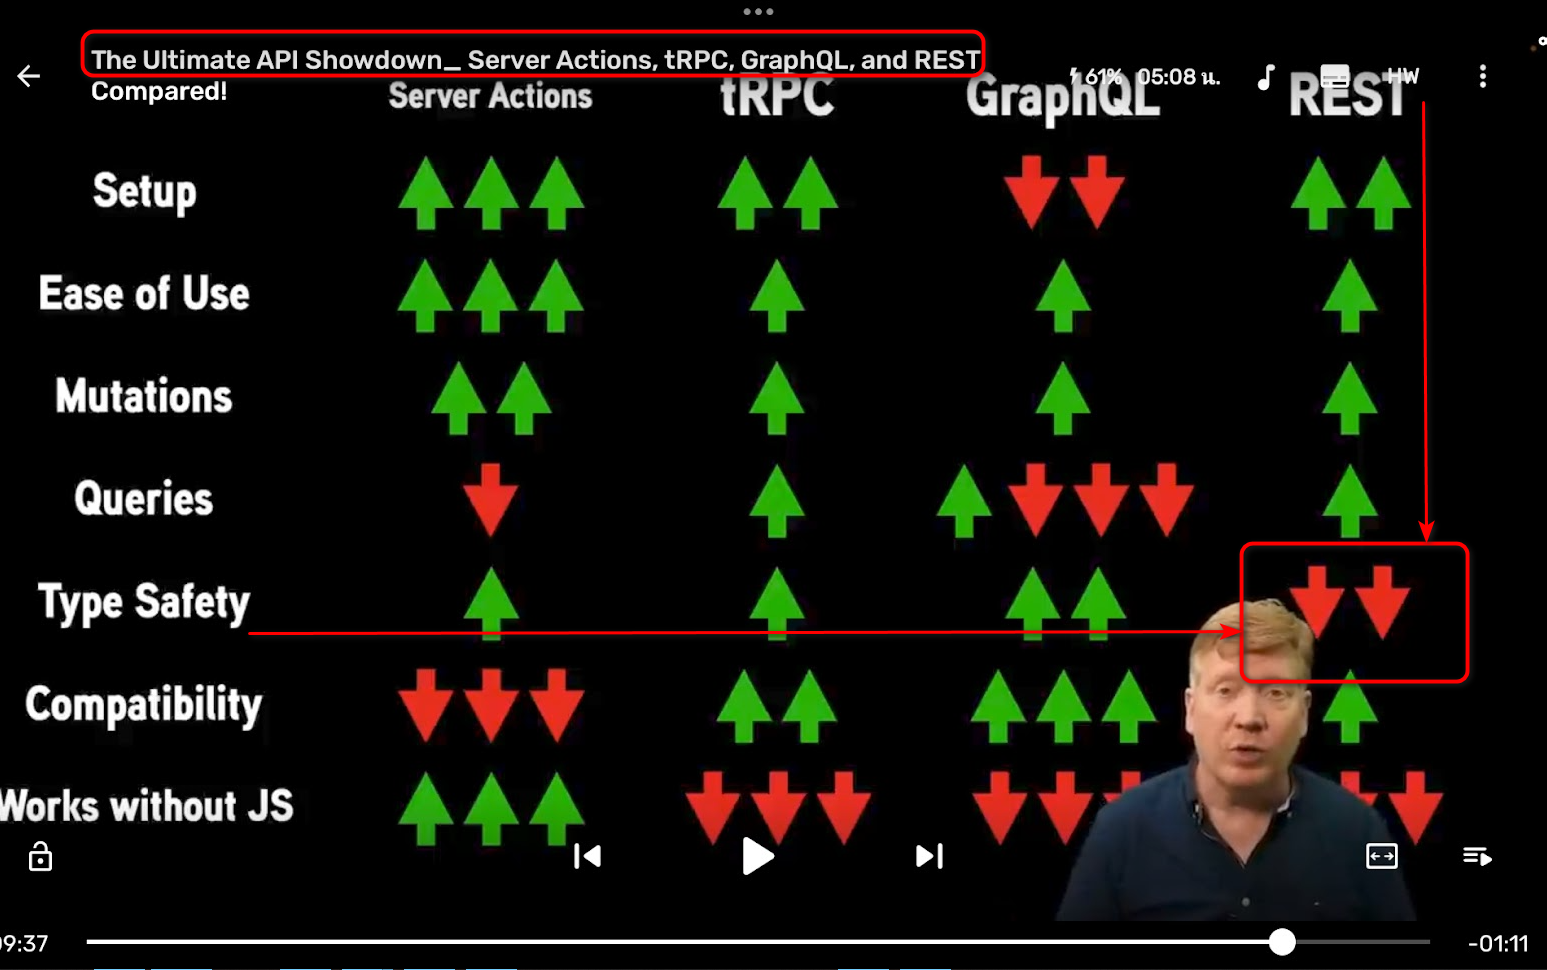 The Ultimate API Showdown_ Server Actions, tRPC, GraphQL, and REST
Compared!
61% 05:08 น.
HW
Server Actions tRPC GraphQL REST
Setup
Ease of Use
Mutations
Queries
Type Safety
Compatibility
Works without JS
09:37
-01:11